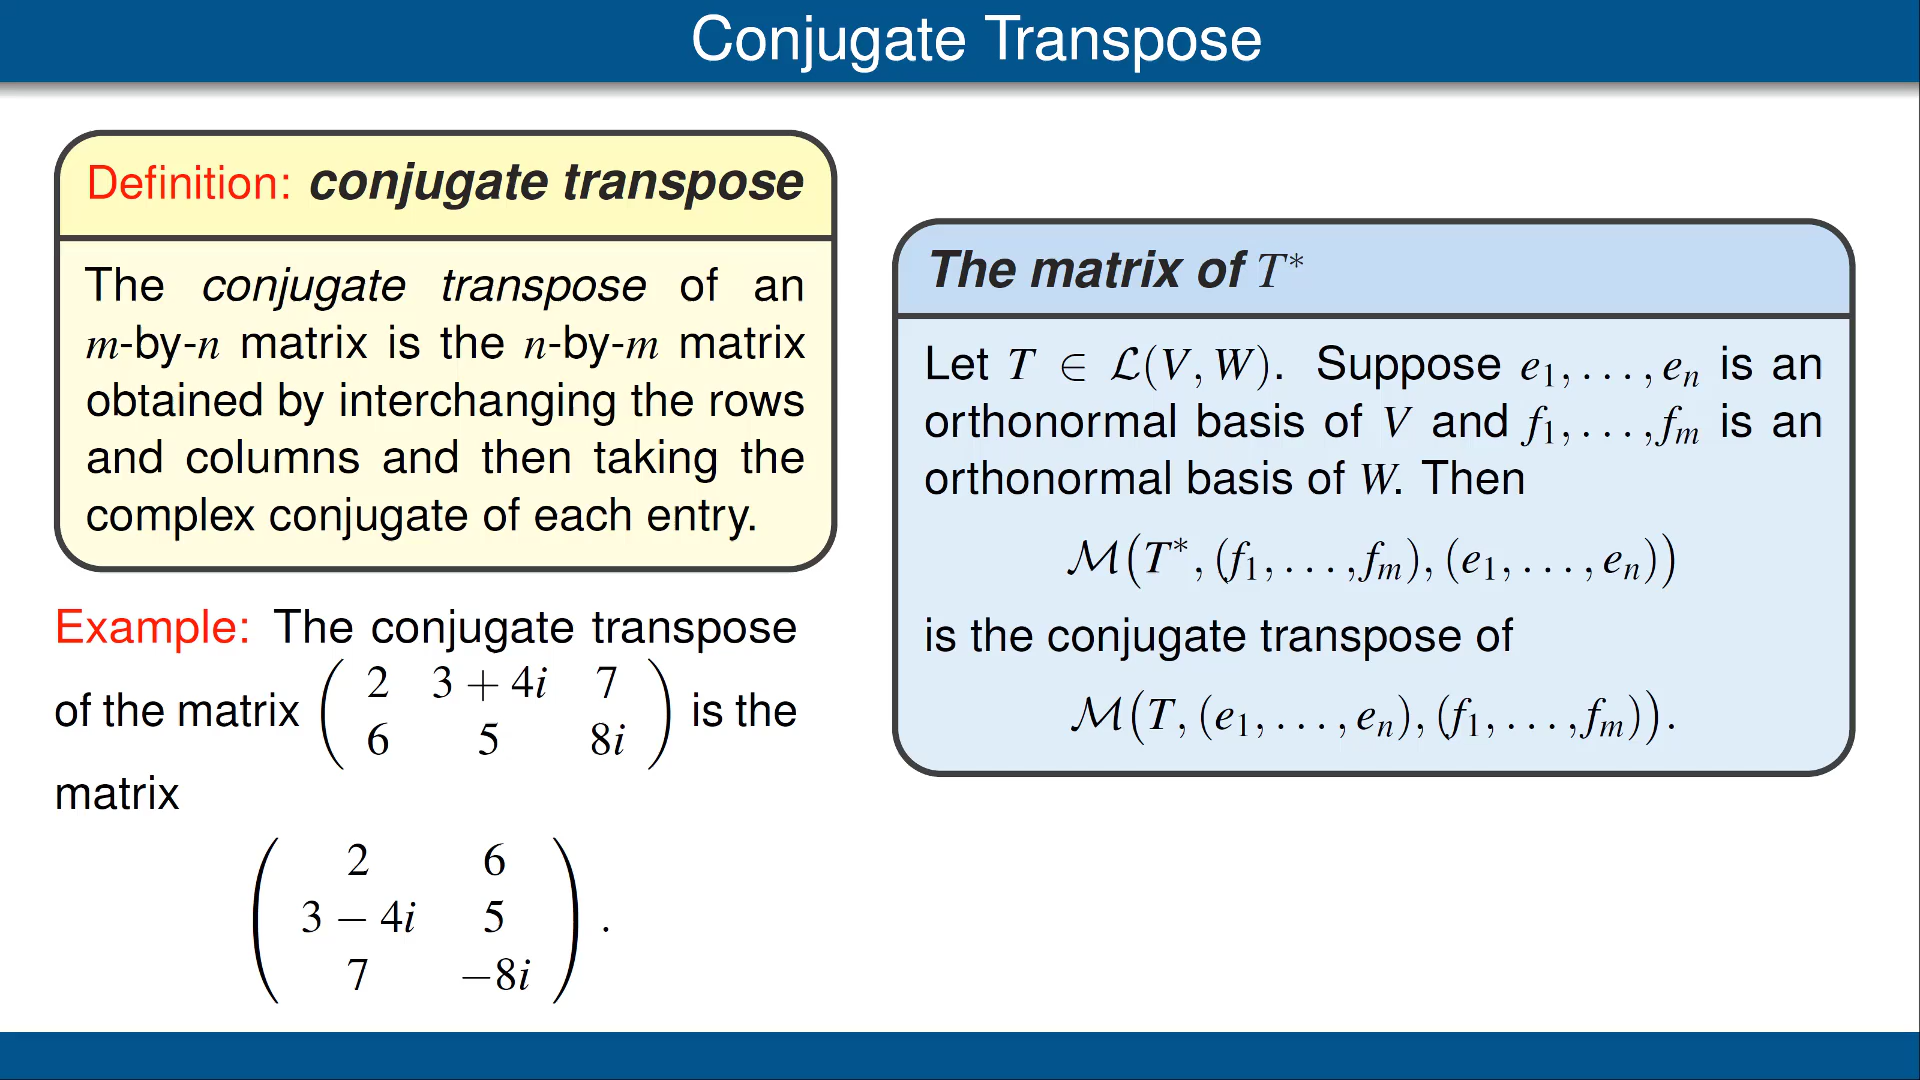 Conjugate Transpose
Definition: conjugate transpose
The conjugate transpose of an
m-by-n matrix is the n-by-m matrix
obtained by interchanging the rows
and columns and then taking the
complex conjugate of each entry.
Example: The conjugate transpose
of the matrix ( 2 3 + 4i 7 ; 6 5 8i ) is the
matrix
( 2 6
3 − 4i 5
7 −8i ) .
The matrix of T*
Let T ∈ ℒ(V, W). Suppose e₁, . . . , eₙ is an
orthonormal basis of V and f₁, . . . , fₘ is an
orthonormal basis of W. Then
ℳ(T*, (f₁, . . . , fₘ), (e₁, . . . , eₙ))
is the conjugate transpose of
ℳ(T, (e₁, . . . , eₙ), (f₁, . . . , fₘ)).